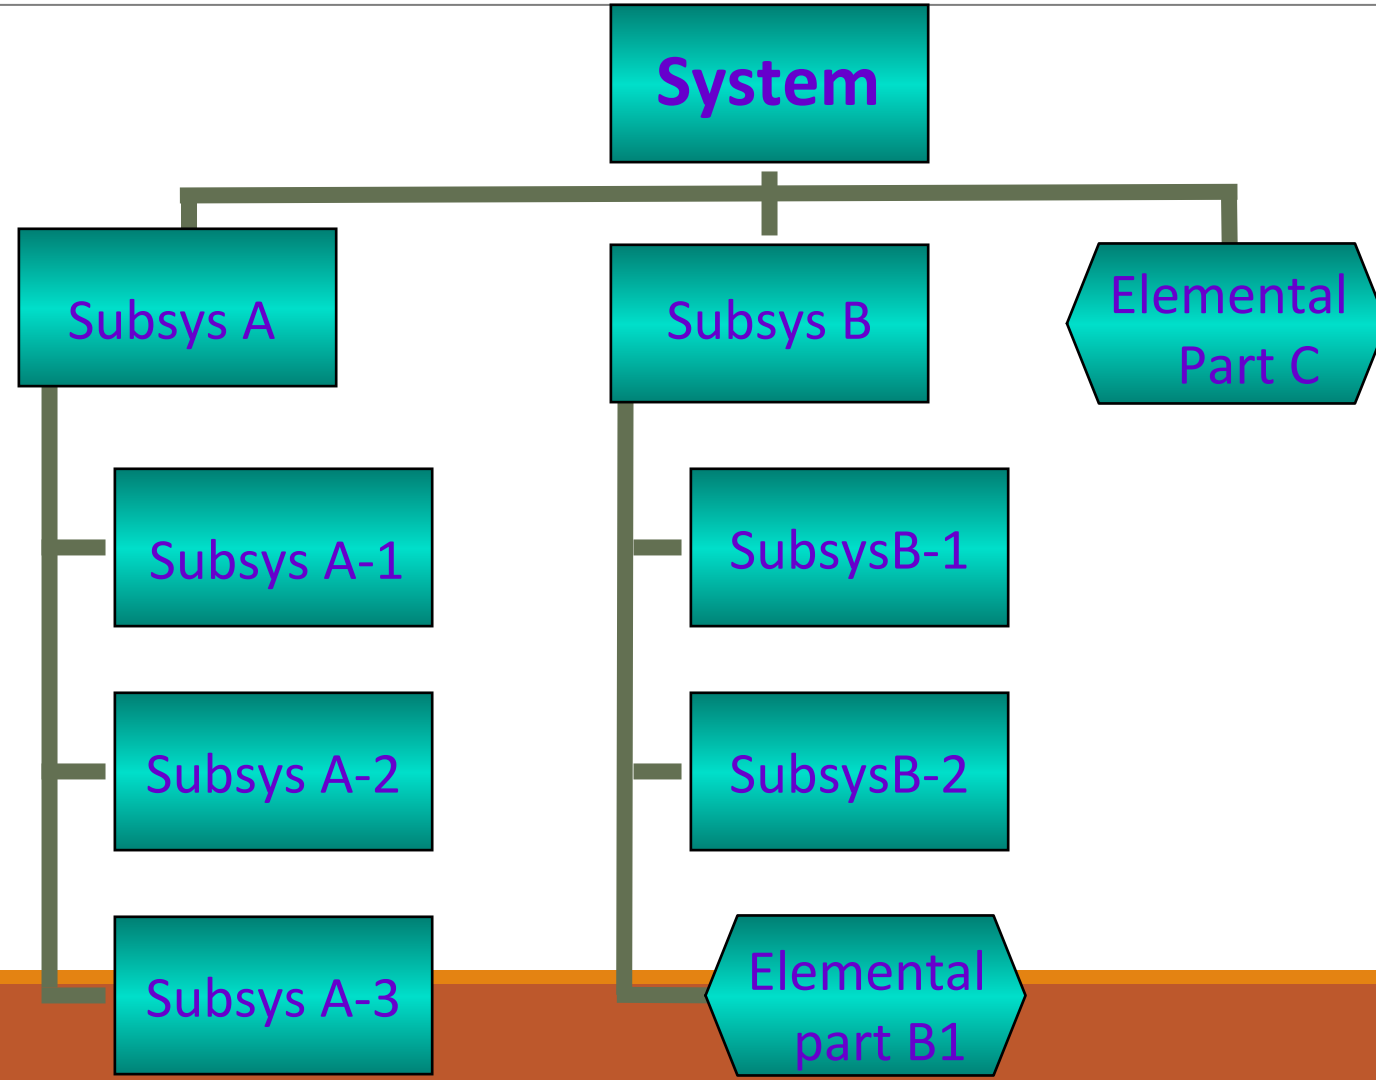 System
Subsys A
Subsys B
Elemental
Part C
Subsys A-1
SubsysB-1
Subsys A-2
SubsysB-2
Subsys A-3
Elemental
part B1